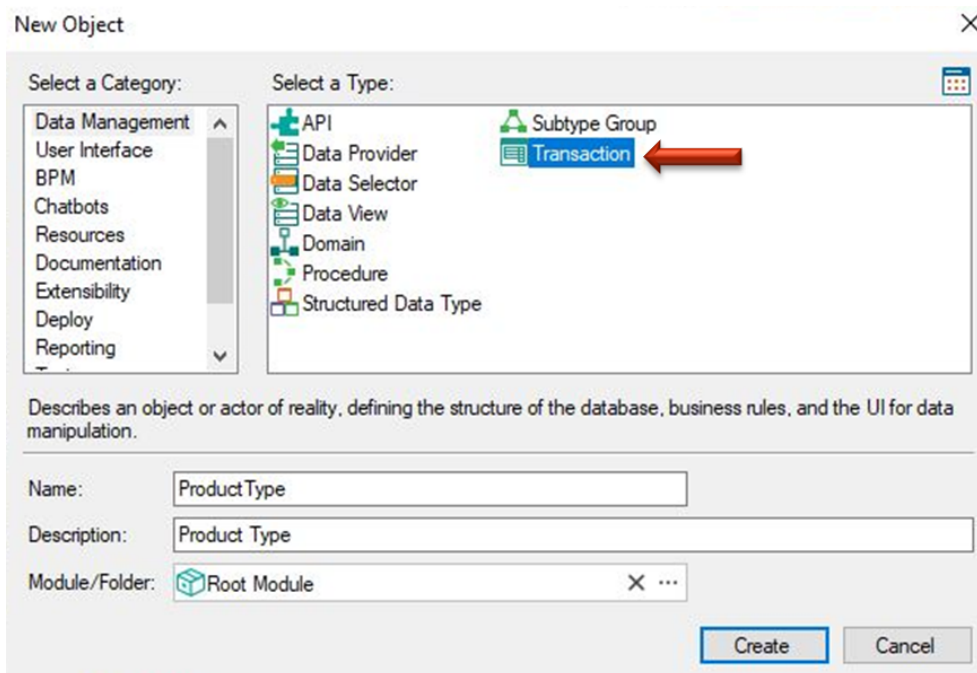 New Object
Select a Category:
Data Management
User Interface
BPM
Chatbots
Resources
Documentation
Extensibility
Deploy
Reporting
Select a Type:
API
Data Provider
Data Selector
Data View
Domain
Procedure
Structured Data Type
Subtype Group
Transaction
Describes an object or actor of reality, defining the structure of the database, business rules, and the UI for data
manipulation.
Name: ProductType
Description: Product Type
Module/Folder: Root Module
Create Cancel